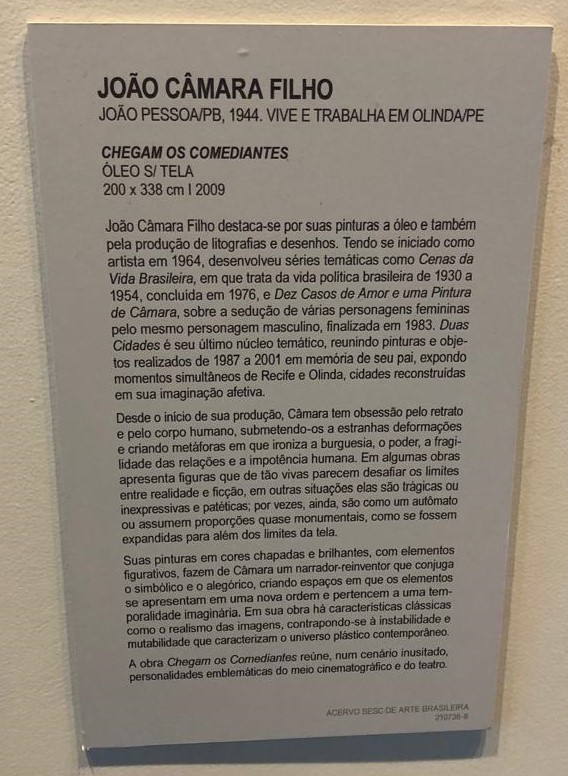 JOÃO CÂMARA FILHO
JOÃO PESSOA/PB, 1944. VIVE E TRABALHA EM OLINDA/PE
CHEGAM OS COMEDIANTES
ÓLEO S/ TELA
200 x 338 cm I 2009
João Câmara Filho destaca-se por suas pinturas a óleo e também
pela produção de litografias e desenhos. Tendo se iniciado como
artista em 1964, desenvolveu séries temáticas como Cenas da
Vida Brasileira, em que trata da vida política brasileira de 1930 a
1954, concluida em 1976, e Dez Casos de Amor e uma Pintura
de Câmara, sobre a sedução de várias personagens femininas
pelo mesmo personagem masculino, finalizada em 1983. Duas
Cidades é seu último núcleo temático, reunindo pinturas e obje-
tos realizados de 1987 a 2001 em memória de seu pai, expondo
momentos simultâneos de Recife e Olinda, cidades reconstruídas
em sua imaginação afetiva.
Desde o início de sua produção, Câmara tem obsessão pelo retrato
e pelo corpo humano, submetendo-os a estranhas deformações
e criando metáforas em que ironiza a burguesia, o poder, a fragi-
lidade das relações e a impotência humana. Em algumas obras
apresenta figuras que de tão vivas parecem desafiar os limites
entre realidade e ficção, em outras situações elas são trágicas ou
inexpressivas e patéticas; por vezes, ainda, são como um autômato
ou assumem proporções quase monumentais, como se fossem
expandidas para além dos limites da tela.
Suas pinturas em cores chapadas e brilhantes, com elementos
figurativos, fazem de Câmara um narrador-reinventor que conjuga
o simbólico e o alegórico, criando espaços em que os elementos
se apresentam em uma nova ordem e pertencem a uma tem-
poralidade imaginária. Em sua obra há características clássicas
como o realismo das imagens, contrapondo-se à instabilidade e
mutabilidade que caracterizam o universo plástico contemporâneo.
A obra Chegam os Comediantes reúne, num cenário inusitado,
personalidades emblemáticas do meio cinematográfico e do teatro.
ACERVO SESC DE ARTE BRASILEIRA
210736-8